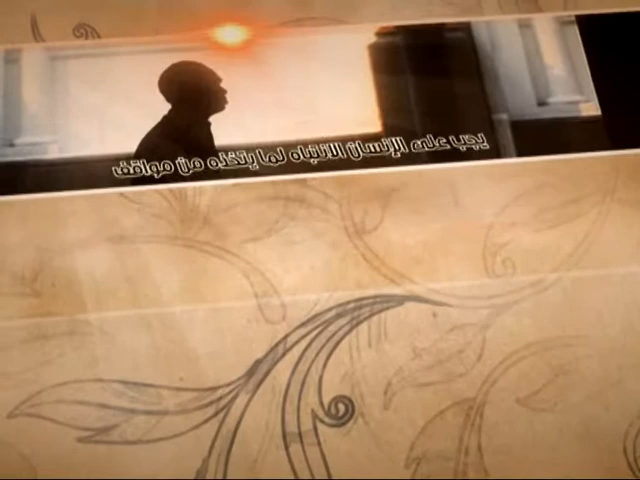 يجب على الإنسان الانتباه لما يتخذه من مواقف